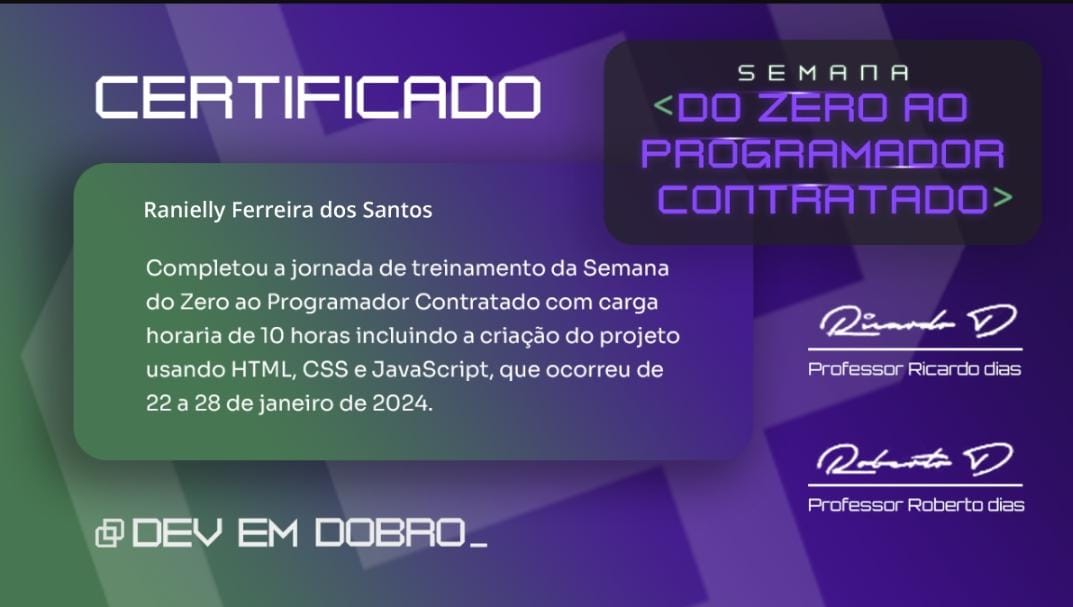 CERTIFICADO
SEMANA
<DO ZERO AO
PROGRAMADOR
CONTRATADO>
Ranielly Ferreira dos Santos
Completou a jornada de treinamento da Semana
do Zero ao Programador Contratado com carga
horaria de 10 horas incluindo a criação do projeto
usando HTML, CSS e JavaScript, que ocorreu de
22 a 28 de janeiro de 2024.
Ricardo D
Professor Ricardo dias
Roberto D
Professor Roberto dias
DEV EM DOBRO_